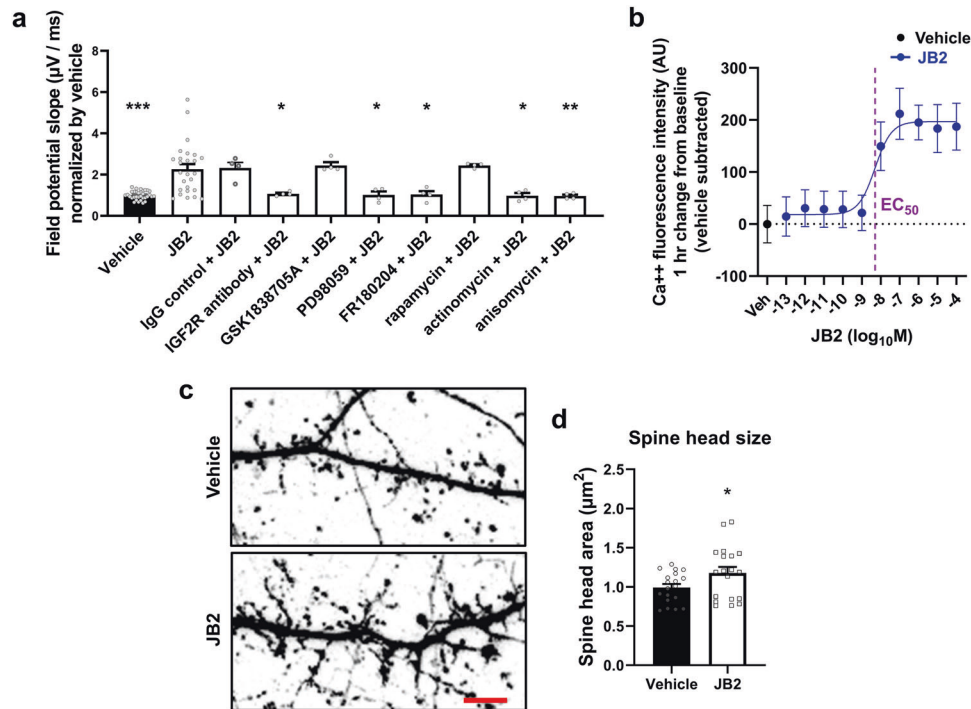 a
Field potential slope (µV / ms)
normalized by vehicle
8
6
4
2
0
***
*
*
*
*
**
Vehicle
JB2
IgG control + JB2
IGF2R antibody + JB2
GSK1838705A + JB2
PD98059 + JB2
FR180204 + JB2
rapamycin + JB2
actinomycin + JB2
anisomycin + JB2
b
Vehicle
JB2
Ca++ fluorescence intensity (AU)
1 hr change from baseline
(vehicle subtracted)
300
200
100
0
-100
EC50
Veh
-13
-12
-11
-10
-9
-8
-7
-6
-5
-4
JB2 (log10M)
c
Vehicle
JB2
d
Spine head size
Spine head area (µm²)
2.5
2.0
1.5
1.0
0.5
0.0
*
Vehicle
JB2